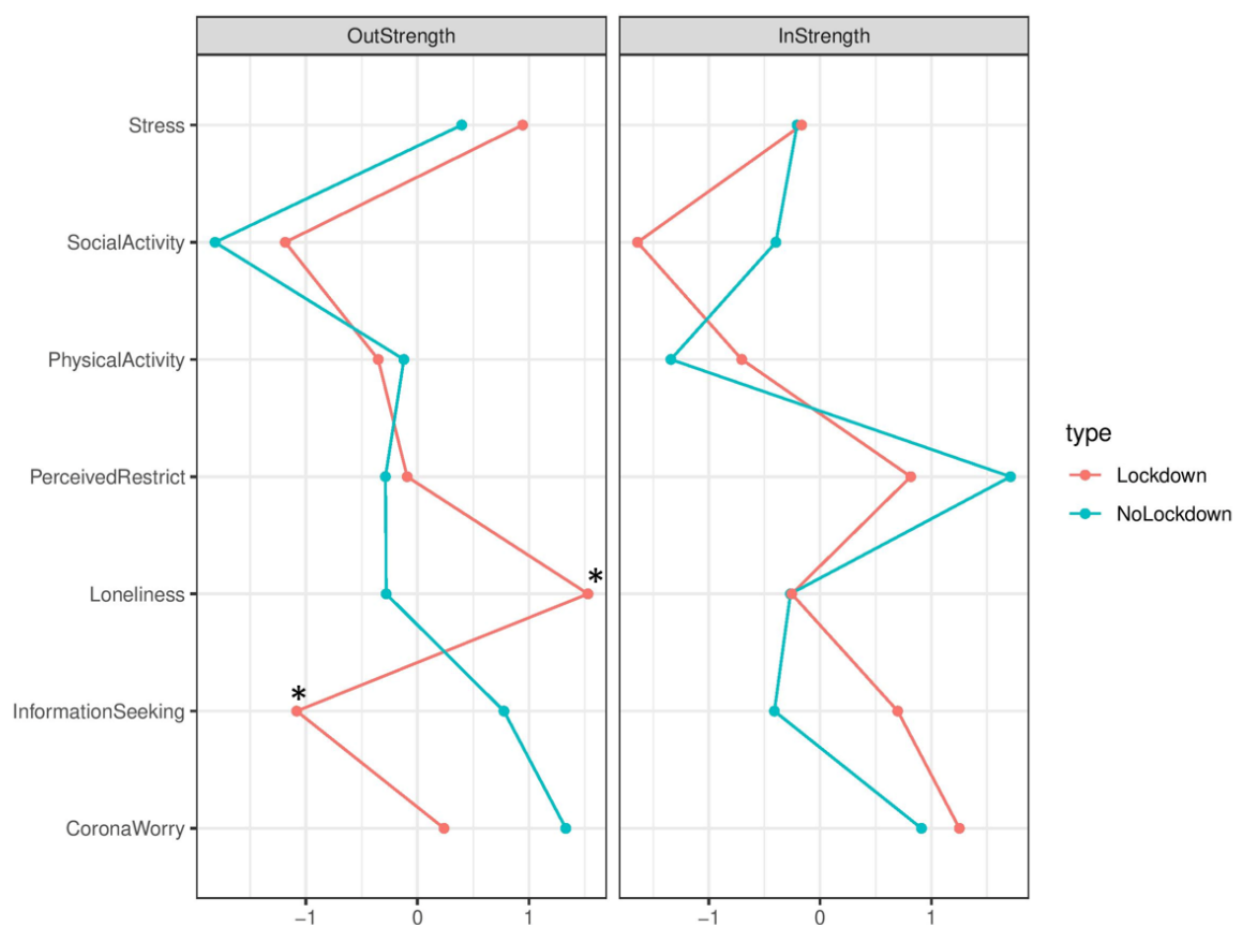 OutStrength InStrength
Stress
SocialActivity
PhysicalActivity
PerceivedRestrict
type
Lockdown
NoLockdown
*
Loneliness
*
InformationSeeking
CoronaWorry
−1 0 1 −1 0 1